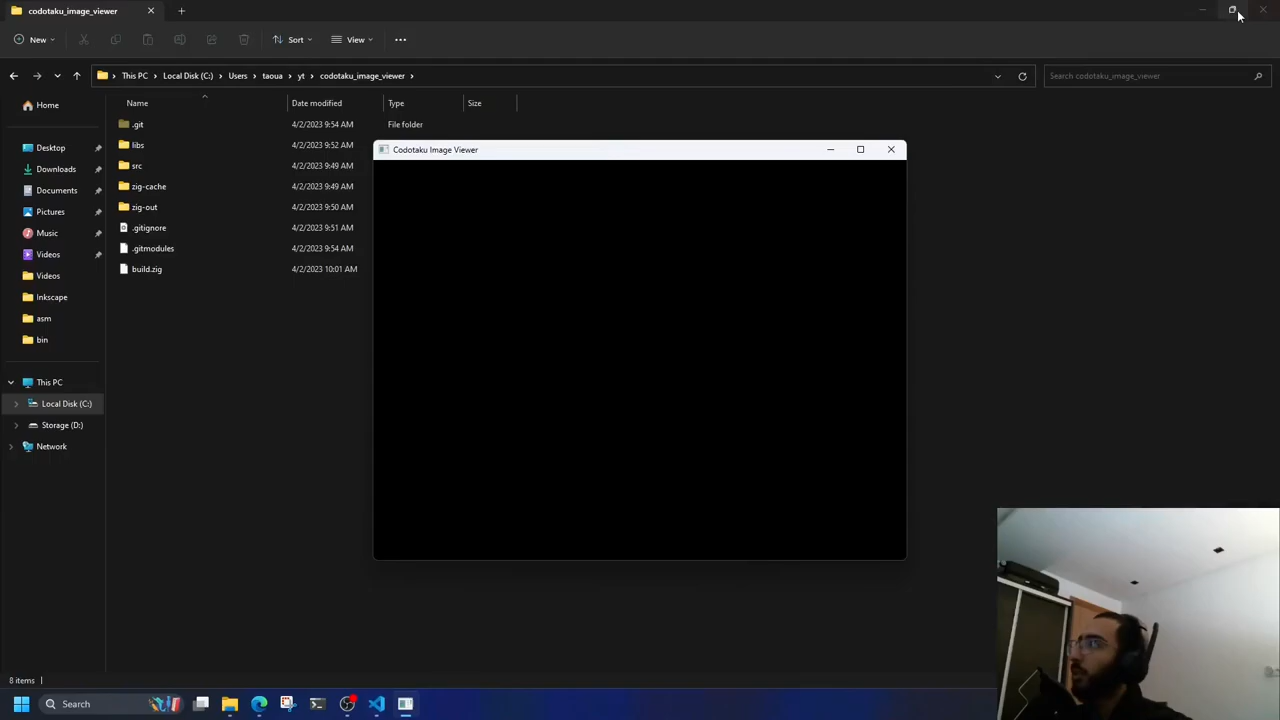 codotaku_image_viewer
New
Sort
View
This PC
Local Disk (C:)
Users
taoua
yt
codotaku_image_viewer
Search codotaku_image_viewer
Home
Desktop
Downloads
Documents
Pictures
Music
Videos
Videos
Inkscape
asm
bin
This PC
Local Disk (C:)
Storage (D:)
Network
Name Date modified Type Size
.git 4/2/2023 9:54 AM File folder
libs 4/2/2023 9:52 AM
src 4/2/2023 9:49 AM
zig-cache 4/2/2023 9:49 AM
zig-out 4/2/2023 9:50 AM
.gitignore 4/2/2023 9:51 AM
.gitmodules 4/2/2023 9:54 AM
build.zig 4/2/2023 10:01 AM
Codotaku Image Viewer
8 items
Search